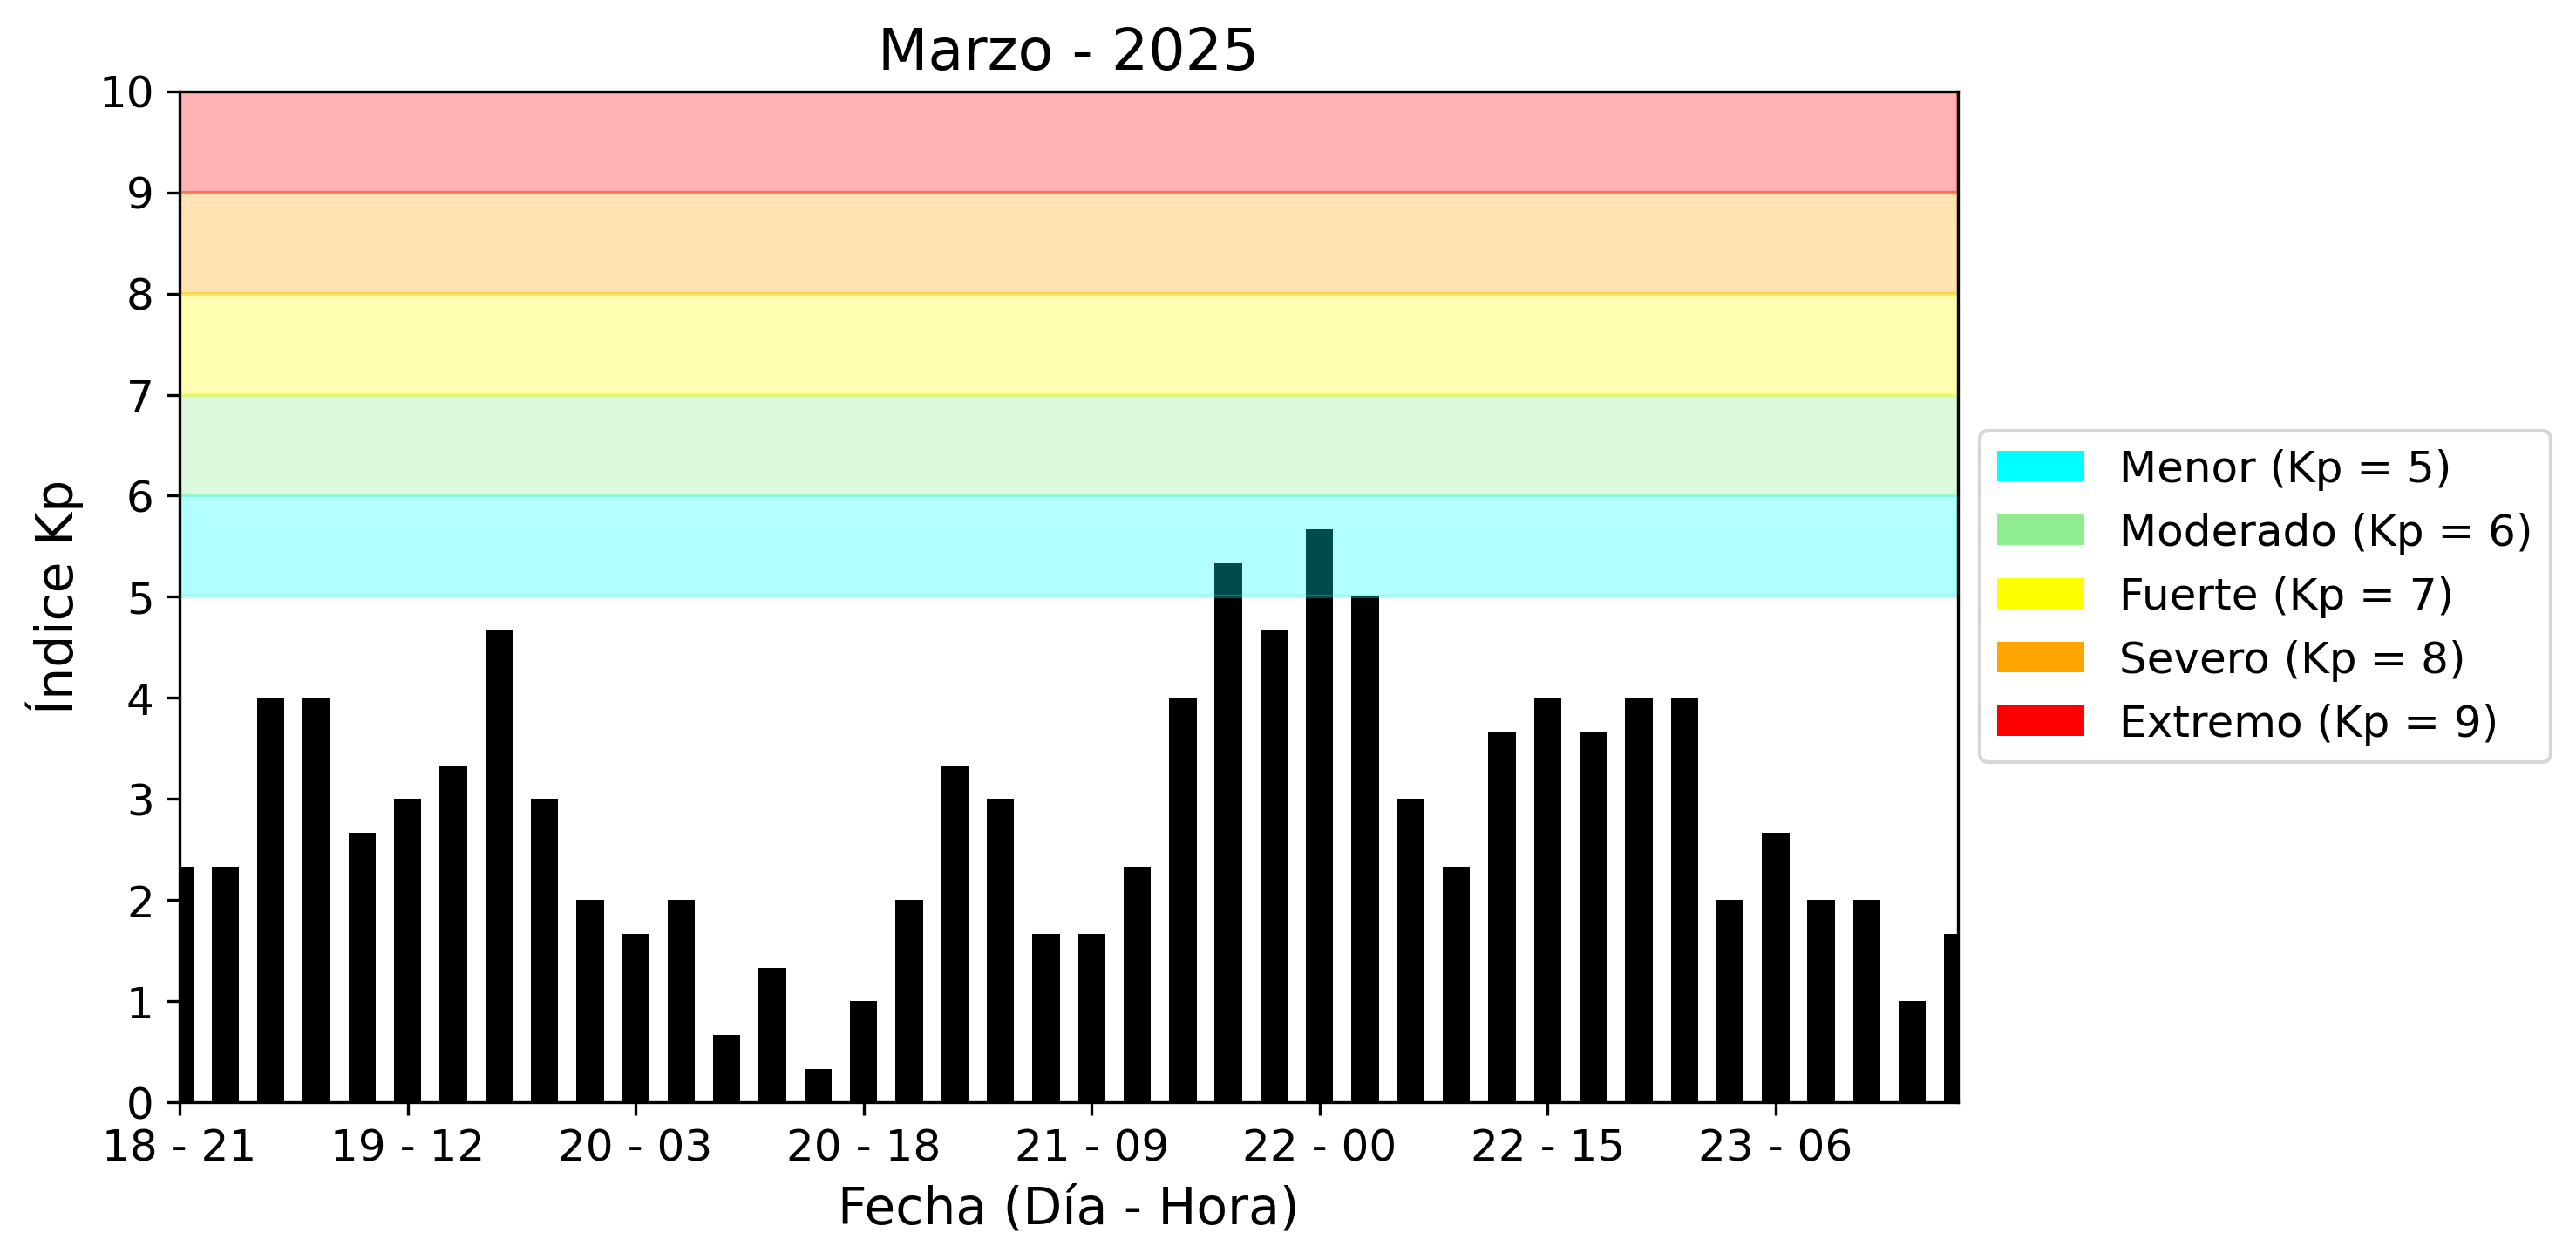 Marzo - 2025
10
9
8
7
6
5
4
3
2
1
0
Índice Kp
18 - 21
19 - 12
20 - 03
20 - 18
21 - 09
22 - 00
22 - 15
23 - 06
Fecha (Día - Hora)
Menor (Kp = 5)
Moderado (Kp = 6)
Fuerte (Kp = 7)
Severo (Kp = 8)
Extremo (Kp = 9)